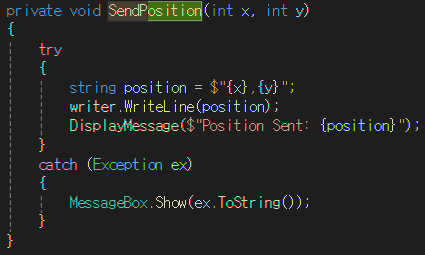 private void SendPosition(int x, int y)
{
try
{
string position = $"{x},{y}";
writer.WriteLine(position);
DisplayMessage($"Position Sent: {position}");
}
catch (Exception ex)
{
MessageBox.Show(ex.ToString());
}
}